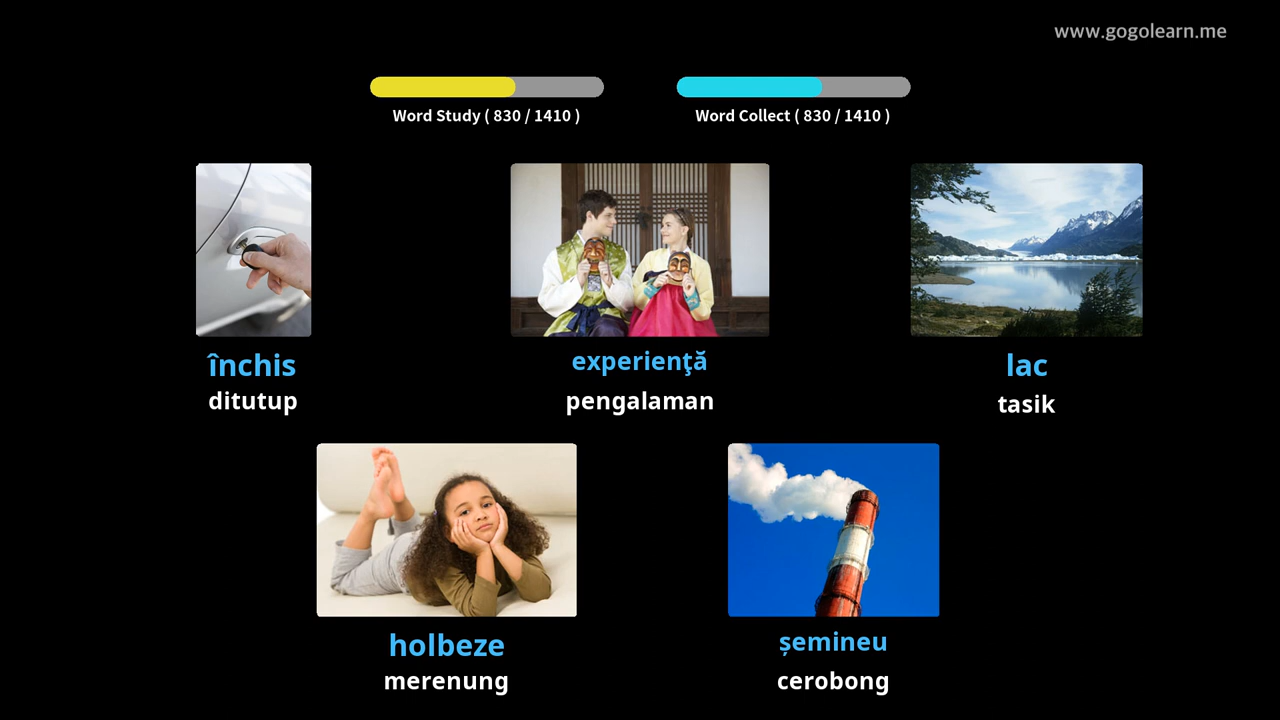 www.gogolearn.me
Word Study ( 830 / 1410 )
Word Collect ( 830 / 1410 )
închis
ditutup
experienţă
pengalaman
lac
tasik
holbeze
merenung
șemineu
cerobong